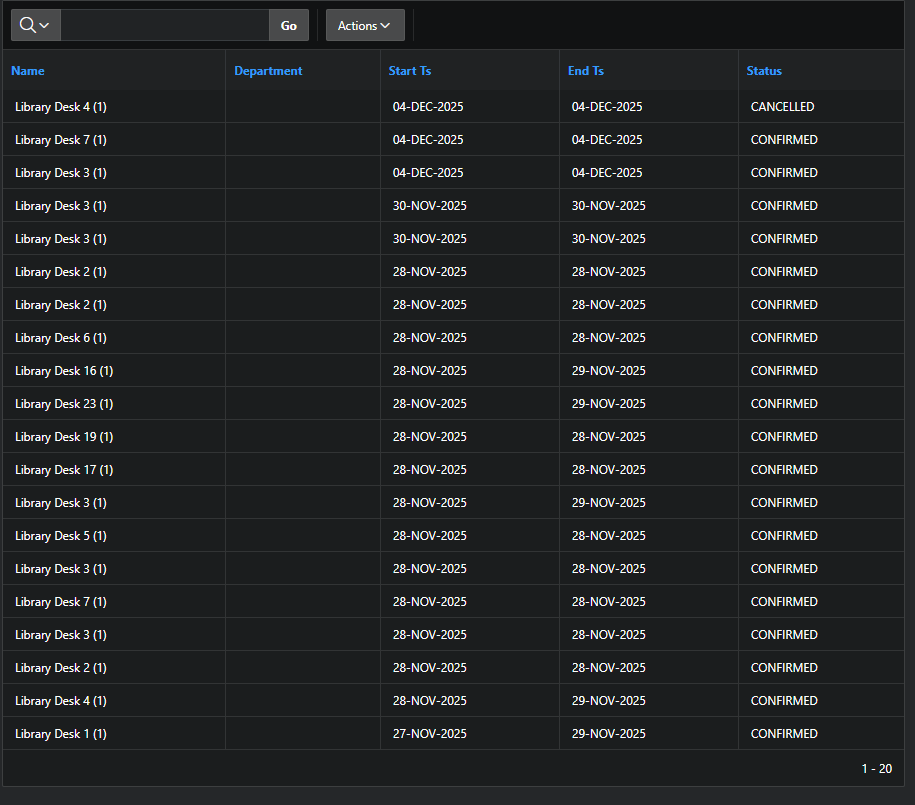 Go Actions
Name Department Start Ts End Ts Status
Library Desk 4 (1) 04-DEC-2025 04-DEC-2025 CANCELLED
Library Desk 7 (1) 04-DEC-2025 04-DEC-2025 CONFIRMED
Library Desk 3 (1) 04-DEC-2025 04-DEC-2025 CONFIRMED
Library Desk 3 (1) 30-NOV-2025 30-NOV-2025 CONFIRMED
Library Desk 3 (1) 30-NOV-2025 30-NOV-2025 CONFIRMED
Library Desk 2 (1) 28-NOV-2025 28-NOV-2025 CONFIRMED
Library Desk 2 (1) 28-NOV-2025 28-NOV-2025 CONFIRMED
Library Desk 6 (1) 28-NOV-2025 28-NOV-2025 CONFIRMED
Library Desk 16 (1) 28-NOV-2025 29-NOV-2025 CONFIRMED
Library Desk 23 (1) 28-NOV-2025 29-NOV-2025 CONFIRMED
Library Desk 19 (1) 28-NOV-2025 28-NOV-2025 CONFIRMED
Library Desk 17 (1) 28-NOV-2025 28-NOV-2025 CONFIRMED
Library Desk 3 (1) 28-NOV-2025 29-NOV-2025 CONFIRMED
Library Desk 5 (1) 28-NOV-2025 28-NOV-2025 CONFIRMED
Library Desk 3 (1) 28-NOV-2025 28-NOV-2025 CONFIRMED
Library Desk 7 (1) 28-NOV-2025 28-NOV-2025 CONFIRMED
Library Desk 3 (1) 28-NOV-2025 28-NOV-2025 CONFIRMED
Library Desk 2 (1) 28-NOV-2025 28-NOV-2025 CONFIRMED
Library Desk 4 (1) 28-NOV-2025 29-NOV-2025 CONFIRMED
Library Desk 1 (1) 27-NOV-2025 29-NOV-2025 CONFIRMED
1 - 20